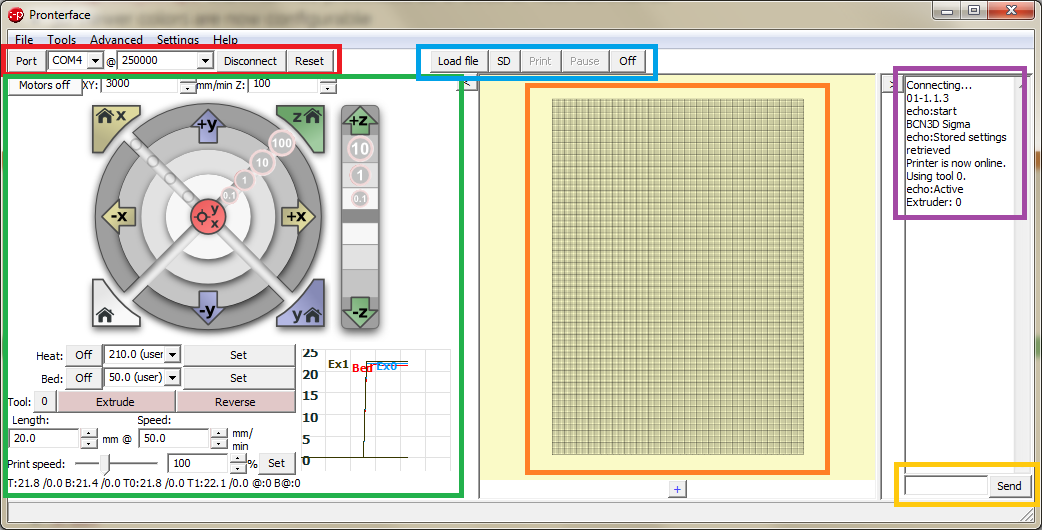 Pronterface
ower colors are now configurable
File Tools Advanced Settings Help
Port COM4 @ 250000 Disconnect Reset Load file SD Print Pause Off
Motors off XY: 3000 mm/min Z: 100 < >
x +y z +z
100
10
1
0.1
10
1
0.1
-x y x +x
-y y -z
Connecting...
01-1.1.3
echo:start
BCN3D Sigma
echo:Stored settings
retrieved
Printer is now online.
Using tool 0.
echo:Active
Extruder: 0
Heat: Off 210.0 (user Set
Bed: Off 50.0 (user) Set
Tool: 0 Extrude Reverse
Length: Speed:
20.0 mm @ 50.0 mm/
min
Print speed: 100 % Set
T:21.8 /0.0 B:21.4 /0.0 T0:21.8 /0.0 T1:22.1 /0.0 @:0 B@:0
25
Ex1 Bed Ex0
20
15
10
5
0
+
Send